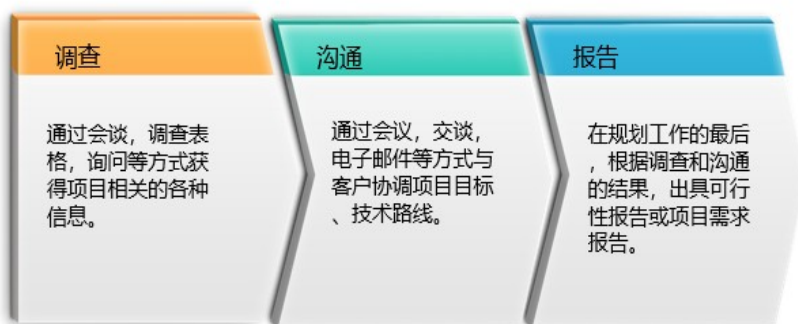 调查
通过会谈，调查表
格，询问等方式获
得项目相关的各种
信息。
沟通
通过会议，交谈，
电子邮件等方式与
客户协调项目目标
、技术路线。
报告
在规划工作的最后
，根据调查和沟通
的结果，出具可行
性报告或项目需求
报告。